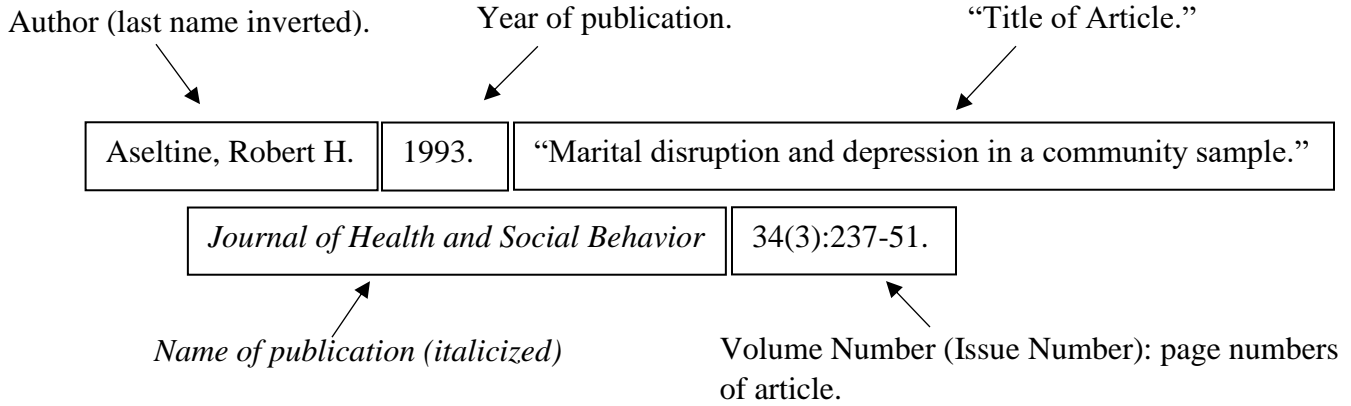 Author (last name inverted). Year of publication. “Title of Article.”
Aseltine, Robert H. 1993. “Marital disruption and depression in a community sample.”
Journal of Health and Social Behavior 34(3):237-51.
Name of publication (italicized) Volume Number (Issue Number): page numbers
of article.